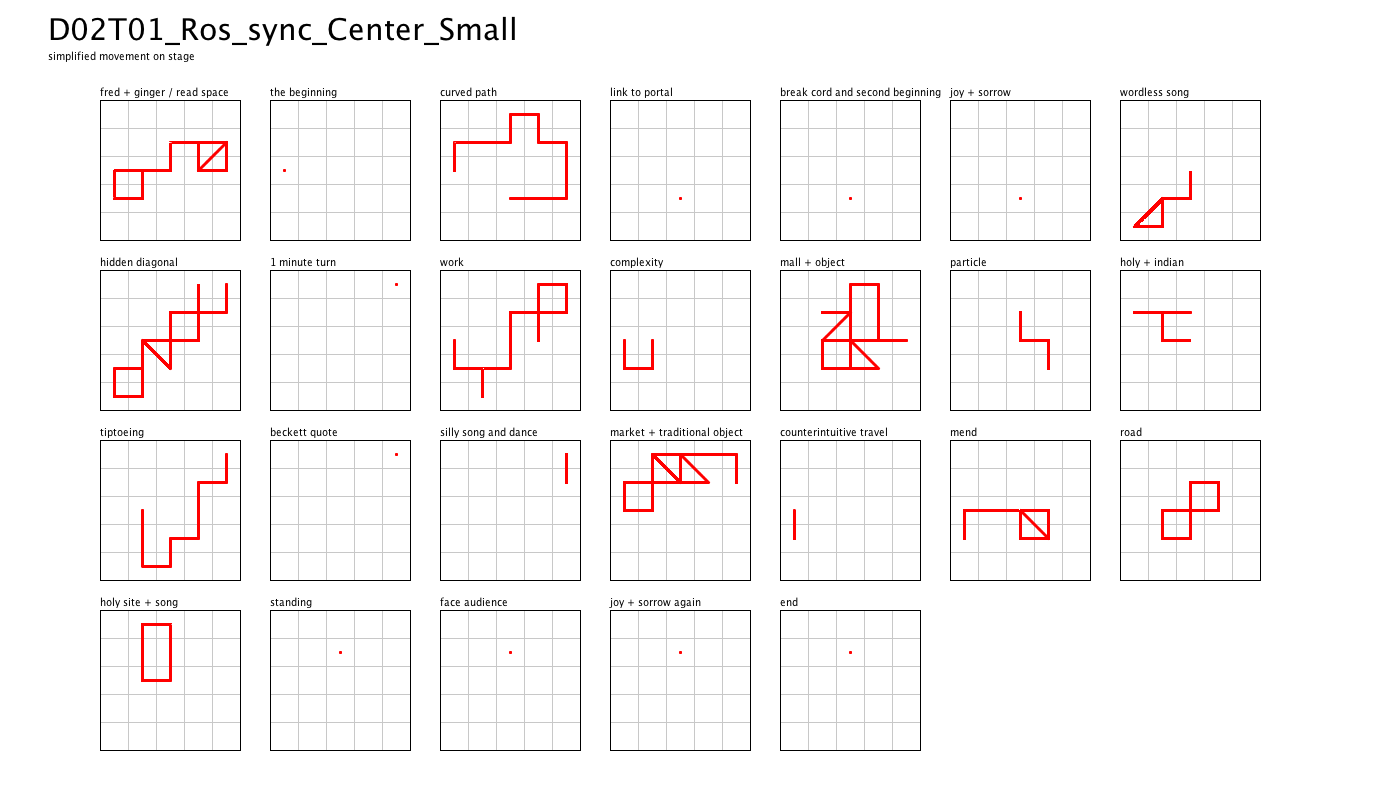 D02T01_Ros_sync_Center_Small
simplified movement on stage
fred + ginger / read space
the beginning
curved path
link to portal
break cord and second beginning
joy + sorrow
wordless song
hidden diagonal
1 minute turn
work
complexity
mall + object
particle
holy + indian
tiptoeing
beckett quote
silly song and dance
market + traditional object
counterintuitive travel
mend
road
holy site + song
standing
face audience
joy + sorrow again
end